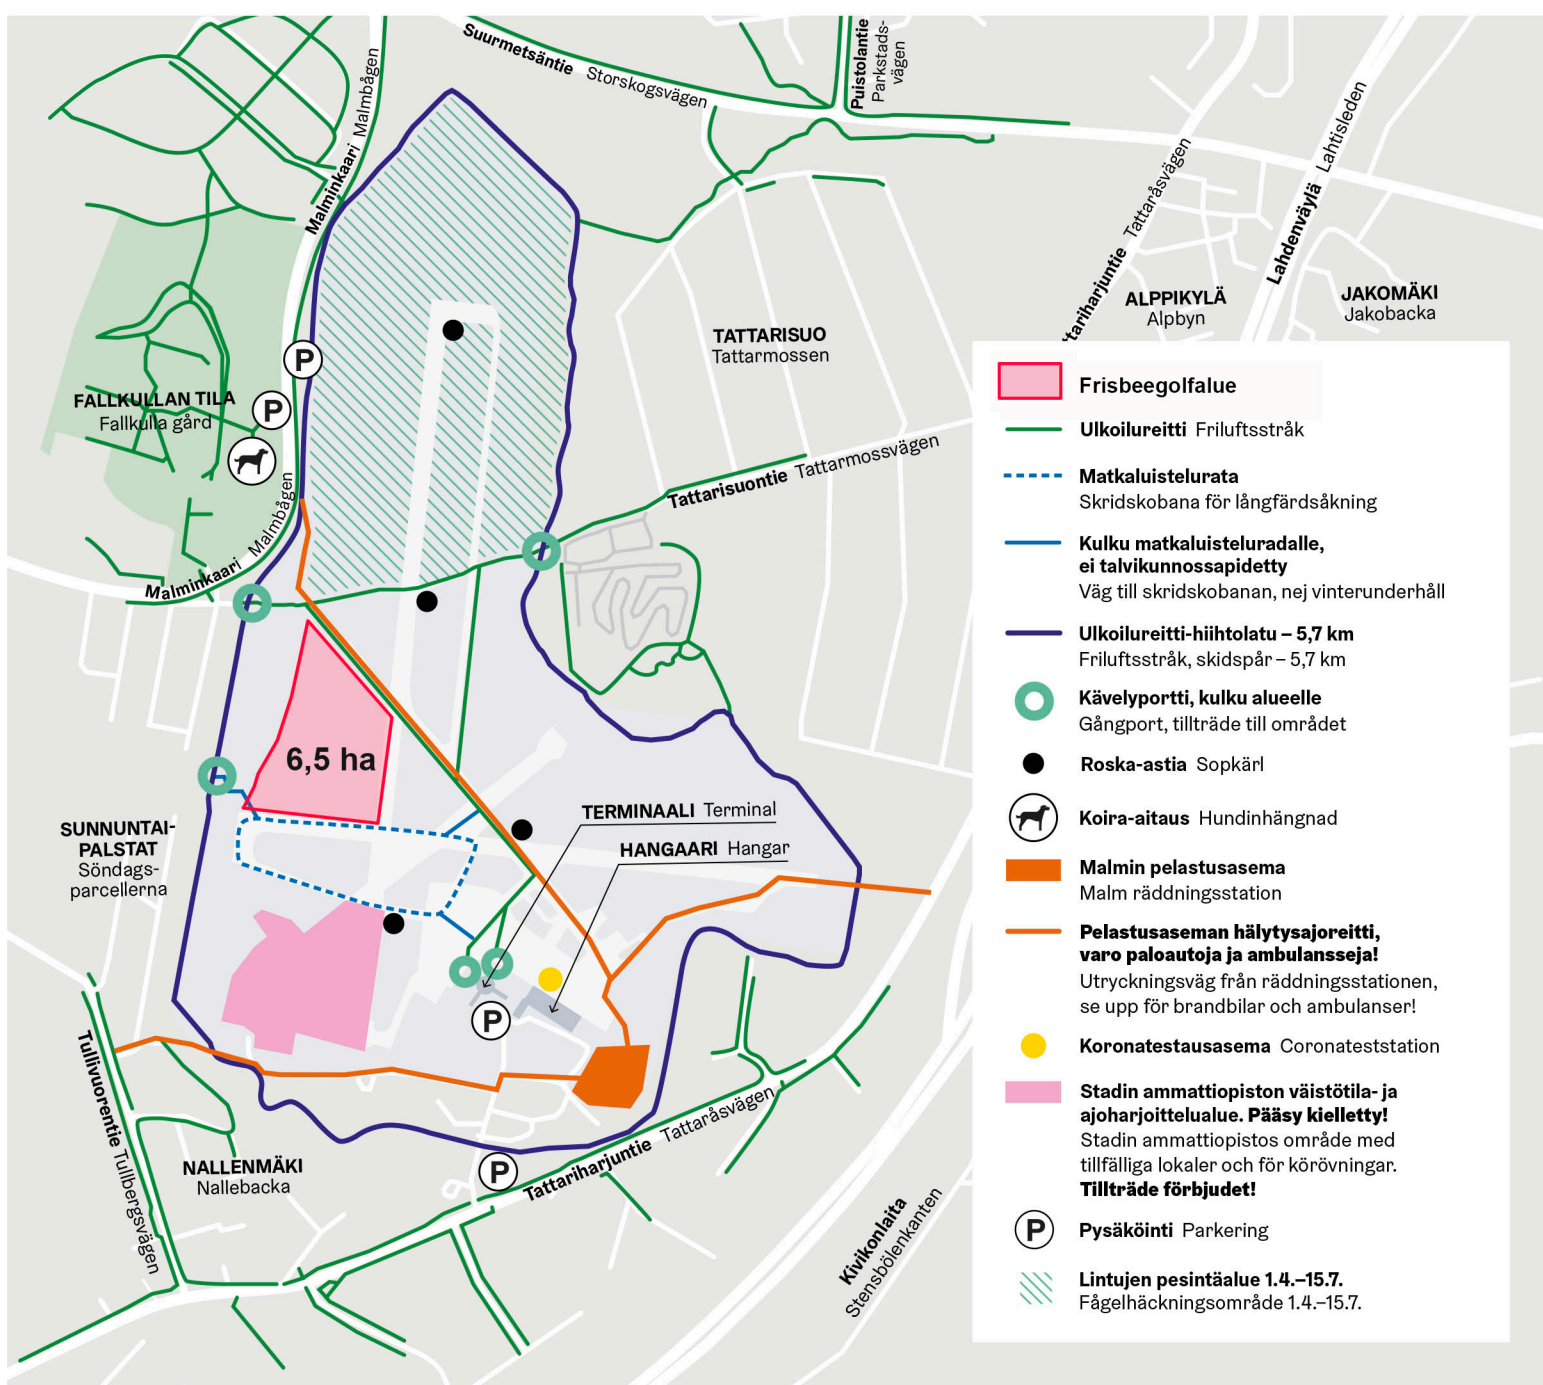 Suurmetsäntie Storskogsvägen
Puistolantie
Parkstads-
vägen
Malminkaari Malmbågen
Tattariharjuntie Tattaråsvägen
Lahdenväylä Lahtisleden
ALPPIKYLÄ
Alpbyn
JAKOMÄKI
Jakobacka
TATTARISUO
Tattarmossen
P
FALLKULLAN TILA
Fallkulla gård
P
Tattarisuontie Tattarmossvägen
Malminkaari Malmbågen
6,5 ha
SUNNUNTAI-
PALSTAT
Söndags-
parcellerna
TERMINAALI Terminal
HANGAARI Hangar
P
Tullivuorentie Tullbergsvägen
NALLENMÄKI
Nallebacka
P
Tattariharjuntie Tattaråsvägen
Kivikonlaita
Stensbölenkanten
Frisbeegolfalue
Ulkoilureitti Friluftsstråk
Matkaluistelurata
Skridskobana för långfärdsåkning
Kulku matkaluisteluradalle,
ei talvikunnossapidetty
Väg till skridskobanan, nej vinterunderhåll
Ulkoilureitti-hiihtolatu – 5,7 km
Friluftsstråk, skidspår – 5,7 km
Kävelyportti, kulku alueelle
Gångport, tillträde till området
Roska-astia Sopkärl
Koira-aitaus Hundinhängnad
Malmin pelastusasema
Malm räddningsstation
Pelastusaseman hälytysajoreitti,
varo paloautoja ja ambulansseja!
Utryckningsväg från räddningsstationen,
se upp för brandbilar och ambulanser!
Koronatestausasema Coronateststation
Stadin ammattiopiston väistötila- ja
ajoharjoittelualue. Pääsy kielletty!
Stadin ammattiopistos område med
tillfälliga lokaler och för körövningar.
Tillträde förbjudet!
P Pysäköinti Parkering
Lintujen pesintäalue 1.4.–15.7.
Fågelhäckningsområde 1.4.–15.7.